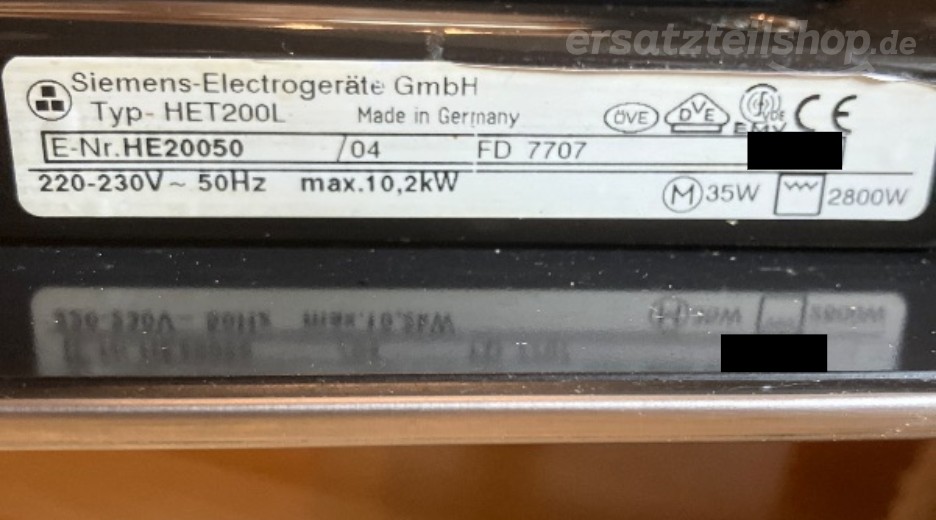 ersatzteilshop.de
Siemens-Electrogeräte GmbH
Typ- HET200L Made in Germany ÖVE DVE VDE CE
EMV
E-Nr. HE20050 /04 FD 7707
220-230V~ 50Hz max.10,2kW M 35W 2800W